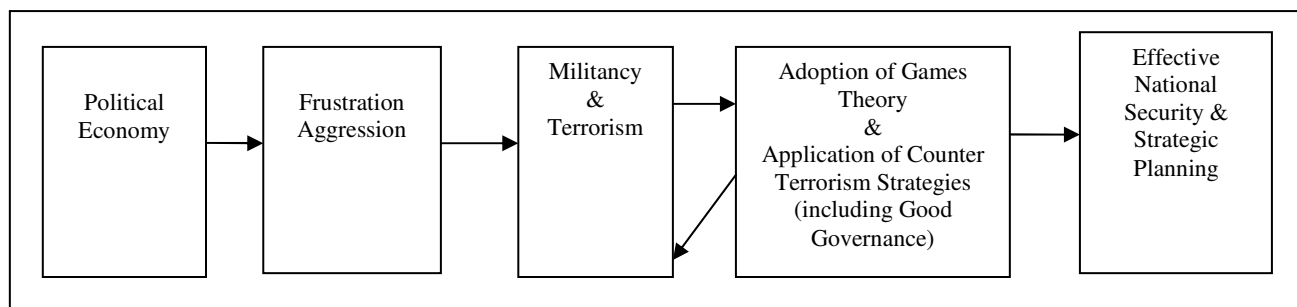 Political
Economy
Frustration
Aggression
Militancy
&
Terrorism
Adoption of Games
Theory
&
Application of Counter
Terrorism Strategies
(including Good
Governance)
Effective
National
Security &
Strategic
Planning